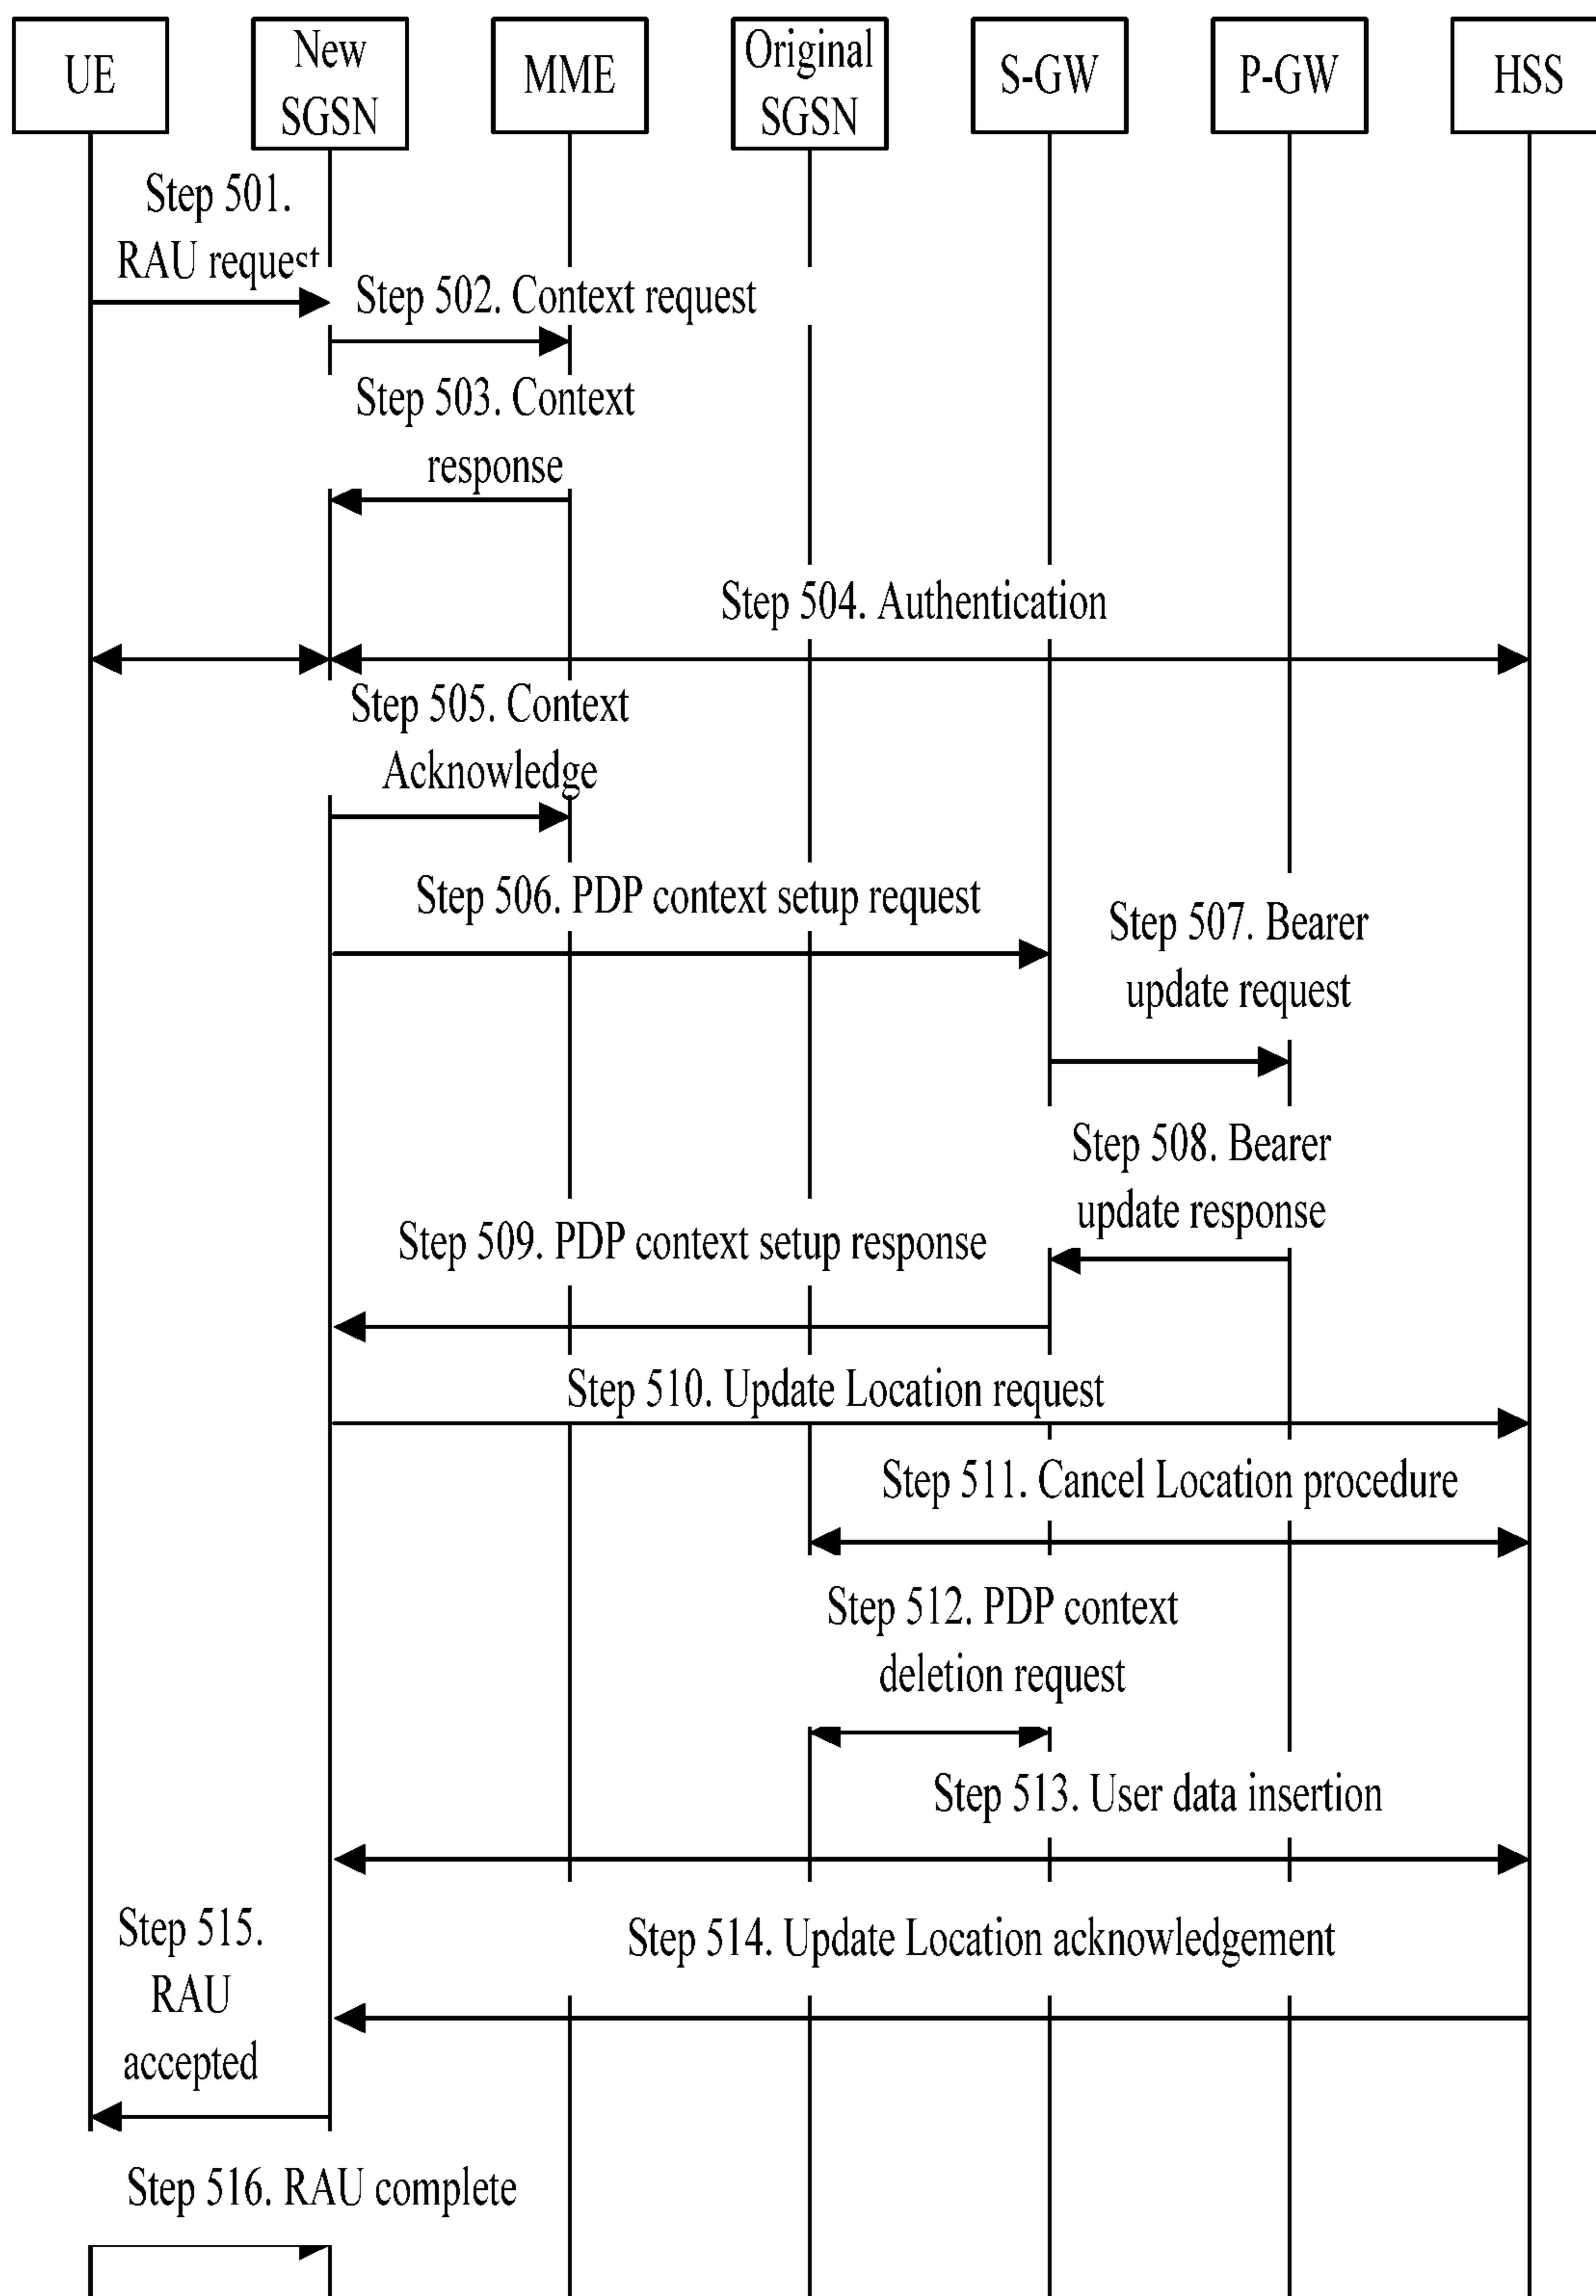 UE
New
SGSN
MME
Original
SGSN
S-GW
P-GW
HSS
Step 501.
RAU request
Step 502. Context request
Step 503. Context
response
Step 504. Authentication
Step 505. Context
Acknowledge
Step 506. PDP context setup request
Step 507. Bearer
update request
Step 508. Bearer
update response
Step 509. PDP context setup response
Step 510. Update Location request
Step 511. Cancel Location procedure
Step 512. PDP context
deletion request
Step 513. User data insertion
Step 514. Update Location acknowledgement
Step 515.
RAU
accepted
Step 516. RAU complete